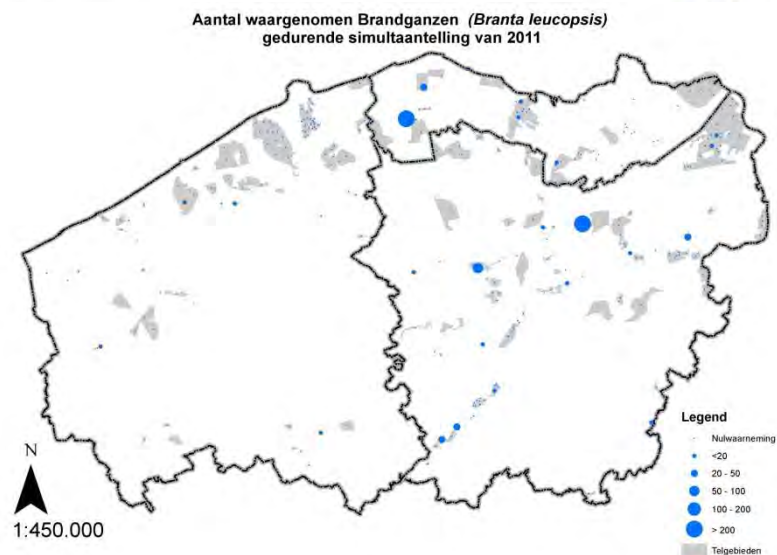 Aantal waargenomen Brandganzen (Branta leucopsis)
gedurende simultaantelling van 2011
Legend
Nulwaarneming
<20
20 - 50
50 - 100
100 - 200
> 200
Telgebieden
N
1:450.000